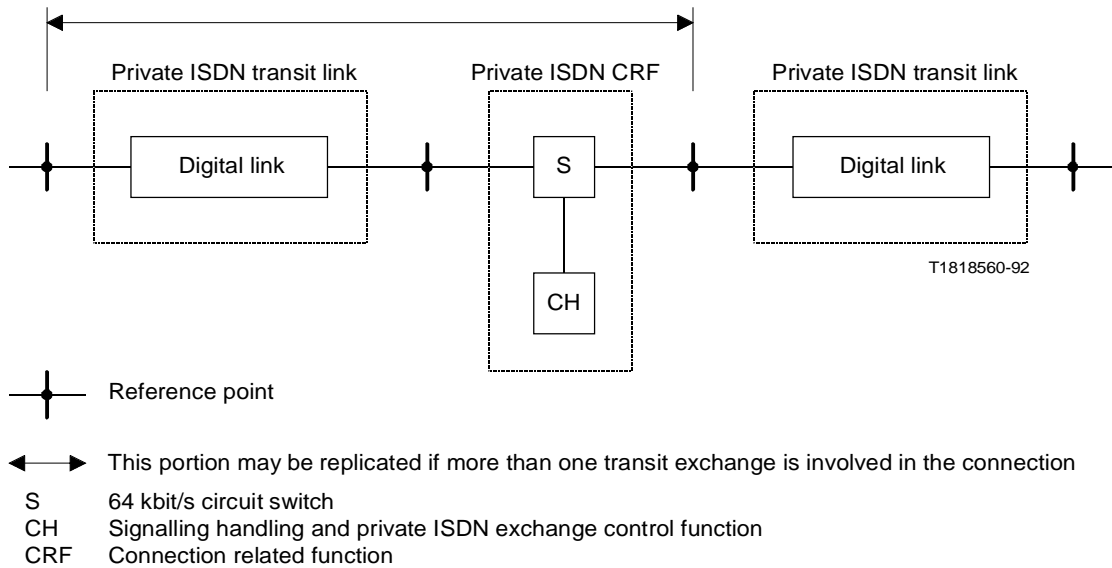 Private ISDN transit link
Private ISDN CRF
Private ISDN transit link
Digital link
S
Digital link
T1818560-92
CH
Reference point
This portion may be replicated if more than one transit exchange is involved in the connection
S 64 kbit/s circuit switch
CH Signalling handling and private ISDN exchange control function
CRF Connection related function